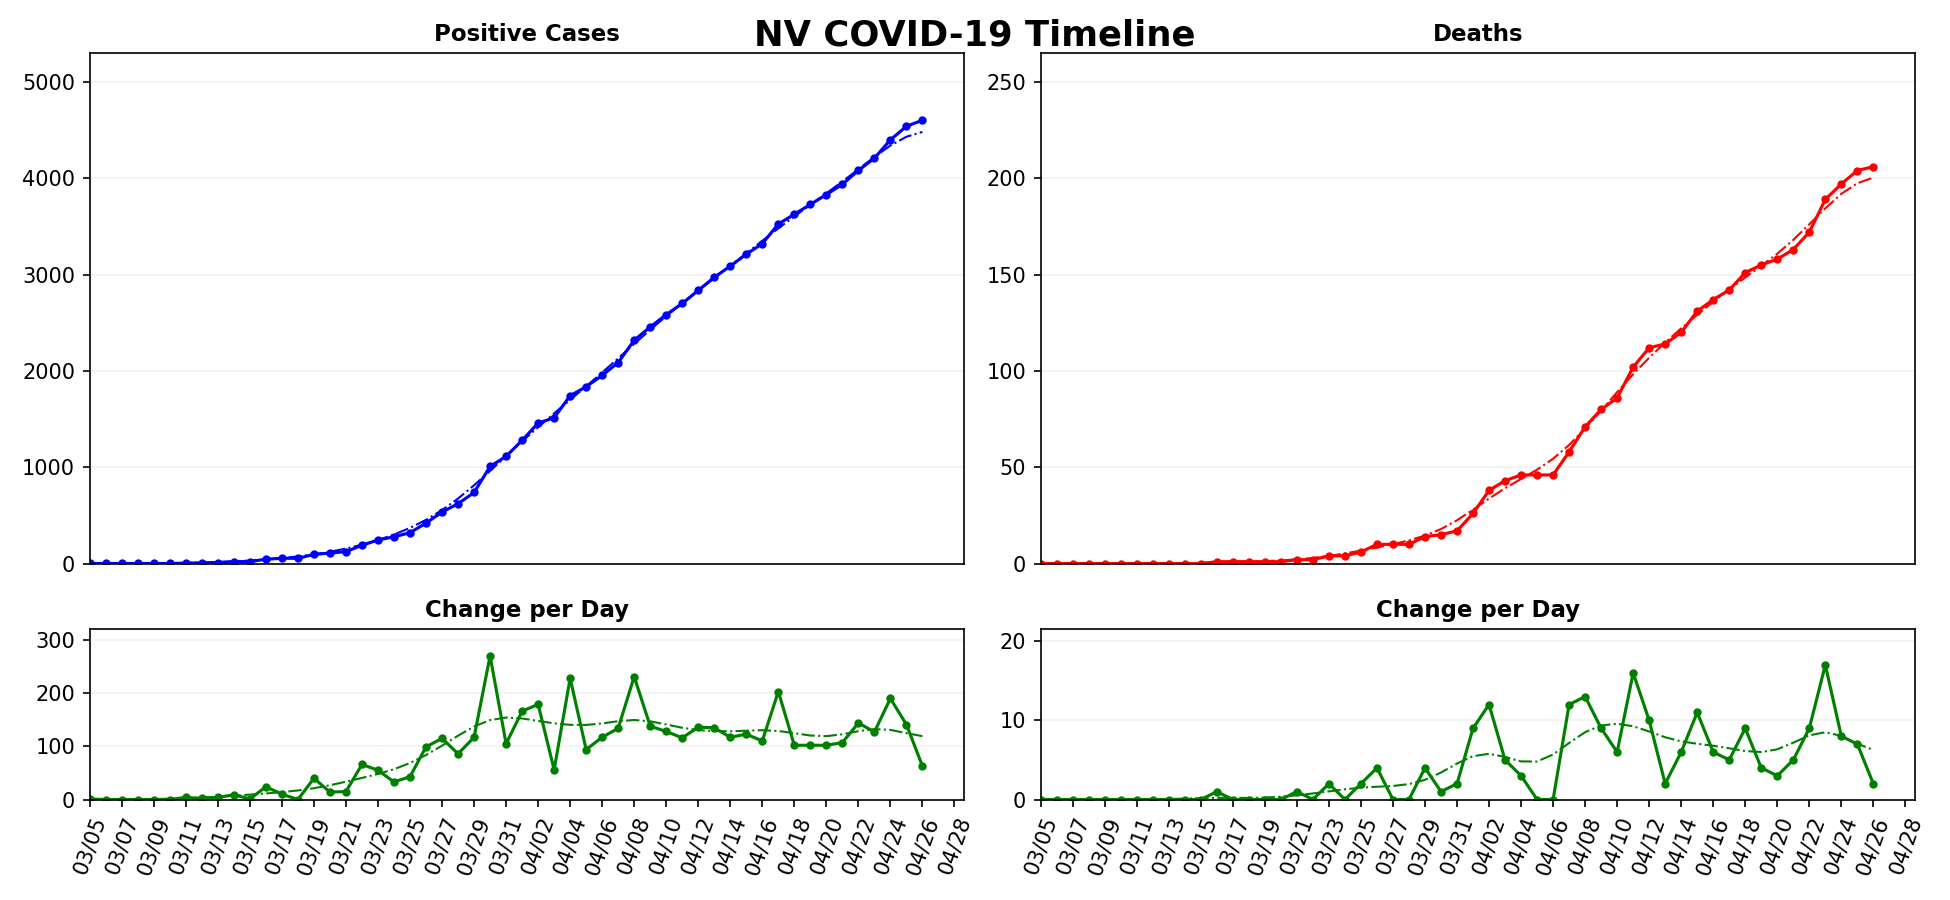 NV COVID-19 Timeline
Positive Cases
5000
4000
3000
2000
1000
0
Deaths
250
200
150
100
50
0
Change per Day
300
200
100
0
03/05 03/07 03/09 03/11 03/13 03/15 03/17 03/19 03/21 03/23 03/25 03/27 03/29 03/31 04/02 04/04 04/06 04/08 04/10 04/12 04/14 04/16 04/18 04/20 04/22 04/24 04/26 04/28
Change per Day
20
10
0
03/05 03/07 03/09 03/11 03/13 03/15 03/17 03/19 03/21 03/23 03/25 03/27 03/29 03/31 04/02 04/04 04/06 04/08 04/10 04/12 04/14 04/16 04/18 04/20 04/22 04/24 04/26 04/28